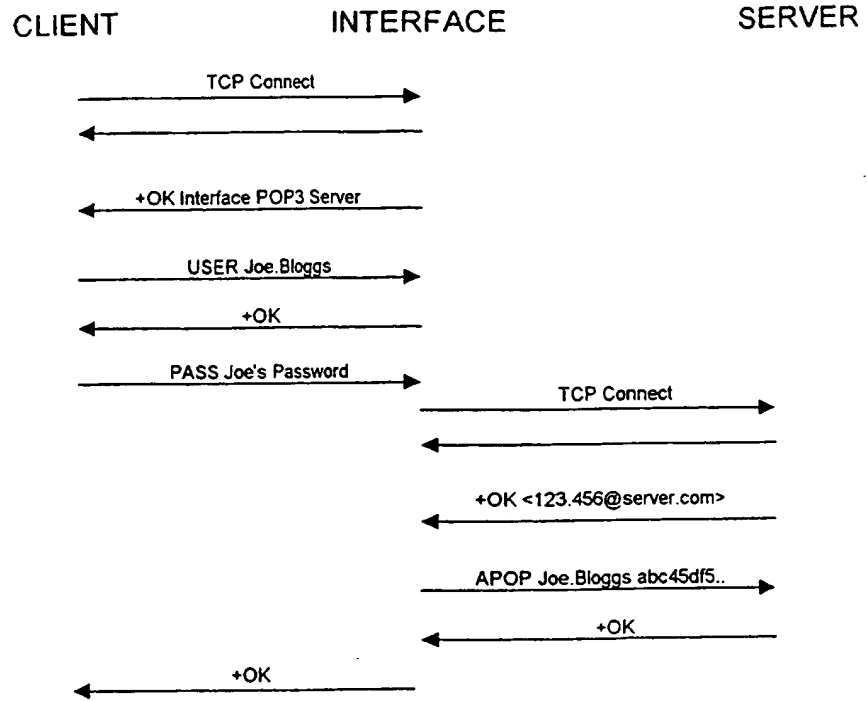 CLIENT INTERFACE SERVER
TCP Connect
+OK Interface POP3 Server
USER Joe.Bloggs
+OK
PASS Joe's Password
TCP Connect
+OK <123.456@server.com>
APOP Joe.Bloggs abc45df5..
+OK
+OK